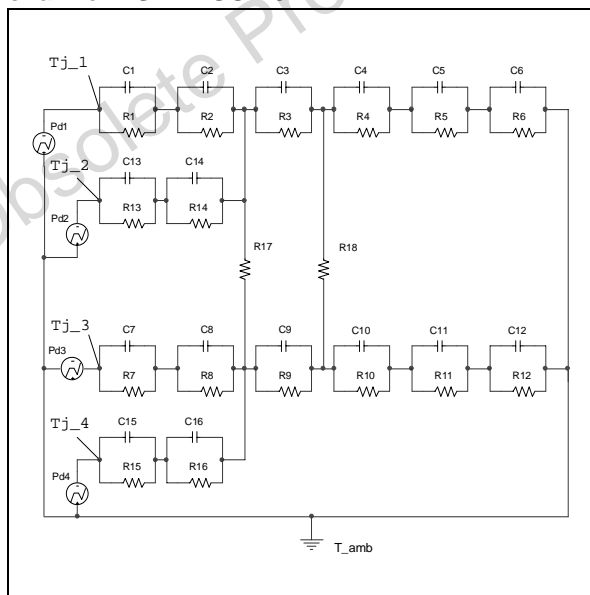 Obsolete Pro
Tj_1
C1 C2 C3 C4 C5 C6
R1 R2 R3 R4 R5 R6
Pd1
Tj_2
C13 C14
R13 R14
Pd2
R17 R18
Tj_3
C7 C8 C9 C10 C11 C12
Pd3
R7 R8 R9 R10 R11 R12
Tj_4
C15 C16
R15 R16
Pd4
T_amb